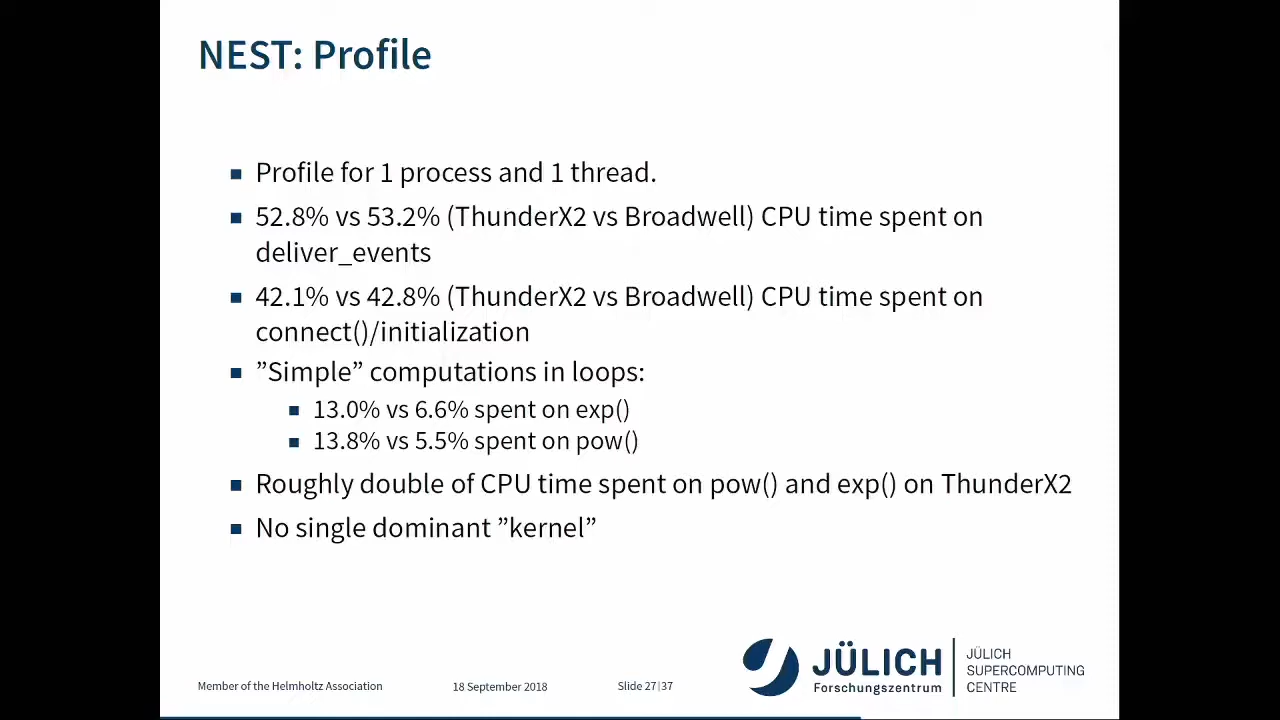 NEST: Profile
Profile for 1 process and 1 thread.
52.8% vs 53.2% (ThunderX2 vs Broadwell) CPU time spent on
deliver_events
42.1% vs 42.8% (ThunderX2 vs Broadwell) CPU time spent on
connect()/initialization
”Simple” computations in loops:
13.0% vs 6.6% spent on exp()
13.8% vs 5.5% spent on pow()
Roughly double of CPU time spent on pow() and exp() on ThunderX2
No single dominant ”kernel”
Member of the Helmholtz Association
18 September 2018
Slide 27|37
JÜLICH
Forschungszentrum
JÜLICH
SUPERCOMPUTING
CENTRE